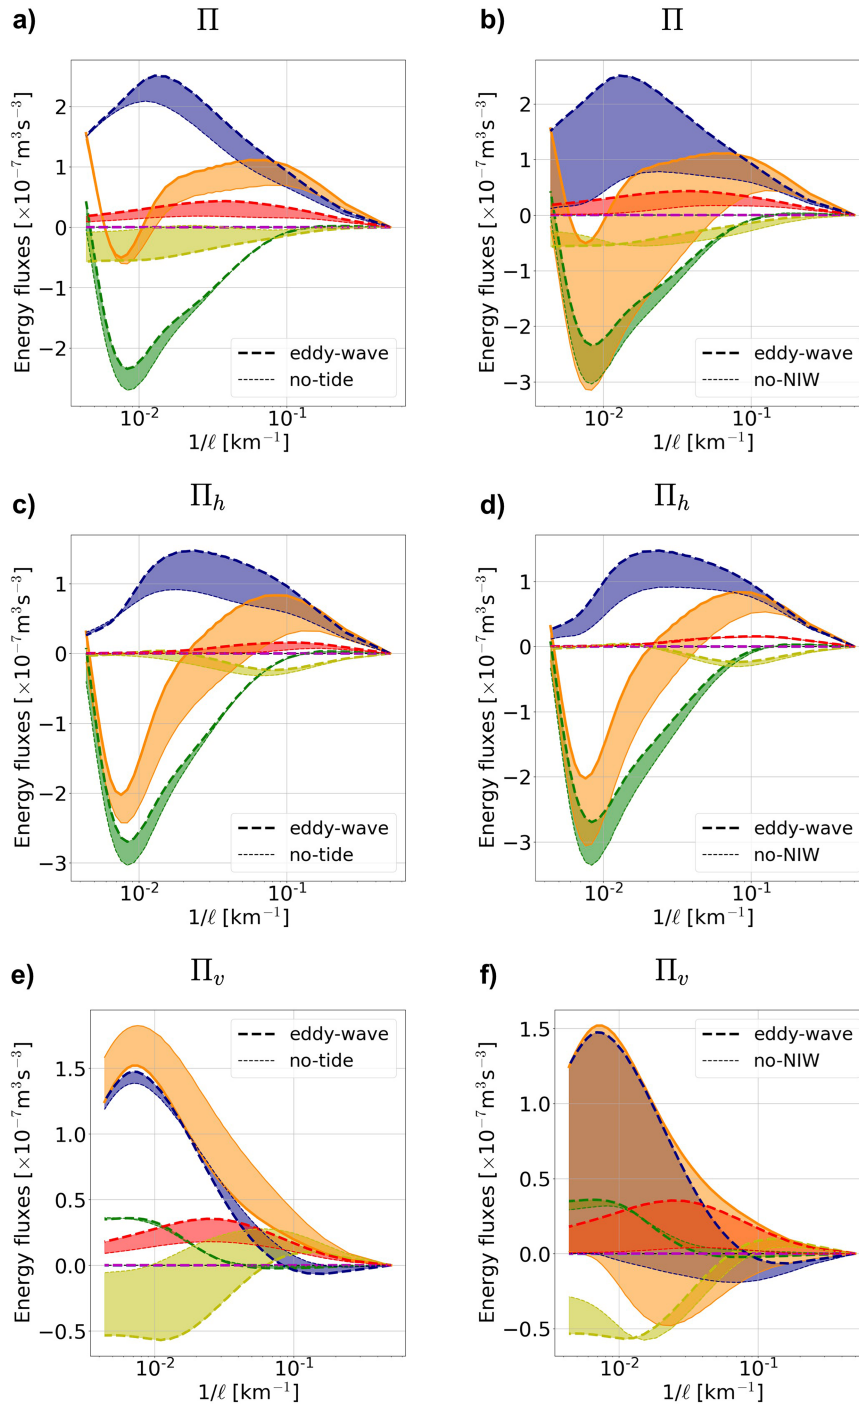 a) Π
Energy fluxes [×10⁻⁷m³s⁻³]
2
1
0
−1
−2
10⁻² 10⁻¹
1/ℓ [km⁻¹]
eddy-wave
no-tide
b) Π
Energy fluxes [×10⁻⁷m³s⁻³]
2
1
0
−1
−2
−3
10⁻² 10⁻¹
1/ℓ [km⁻¹]
eddy-wave
no-NIW
c) Πₕ
Energy fluxes [×10⁻⁷m³s⁻³]
1
0
−1
−2
−3
10⁻² 10⁻¹
1/ℓ [km⁻¹]
eddy-wave
no-tide
d) Πₕ
Energy fluxes [×10⁻⁷m³s⁻³]
1
0
−1
−2
−3
10⁻² 10⁻¹
1/ℓ [km⁻¹]
eddy-wave
no-NIW
e) Πᵥ
Energy fluxes [×10⁻⁷m³s⁻³]
1.5
1.0
0.5
0.0
−0.5
10⁻² 10⁻¹
1/ℓ [km⁻¹]
eddy-wave
no-tide
f) Πᵥ
Energy fluxes [×10⁻⁷m³s⁻³]
1.5
1.0
0.5
0.0
−0.5
10⁻² 10⁻¹
1/ℓ [km⁻¹]
eddy-wave
no-NIW